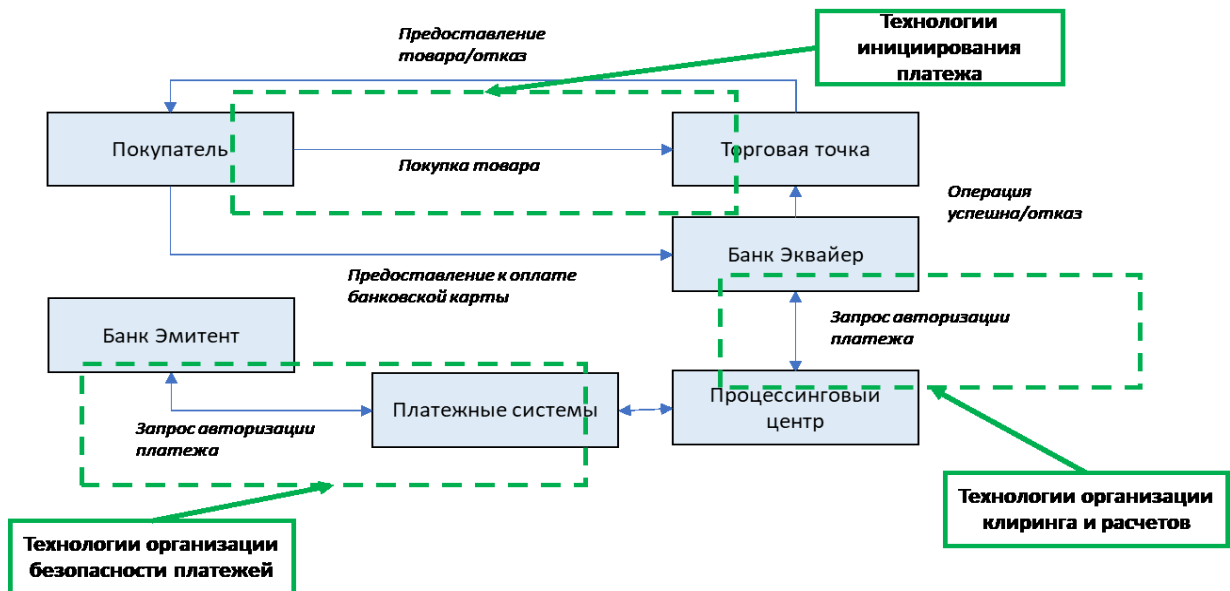 Предоставление
товара/отказ
Технологии
инициирования
платежа
Покупатель
Покупка товара
Торговая точка
Операция
успешна/отказ
Банк Эквайер
Предоставление к оплате
банковской карты
Банк Эмитент
Запрос авторизации
платежа
Платежные системы
Процессинговый
центр
Запрос авторизации
платежа
Технологии организации
клиринга и расчетов
Технологии организации
безопасности платежей